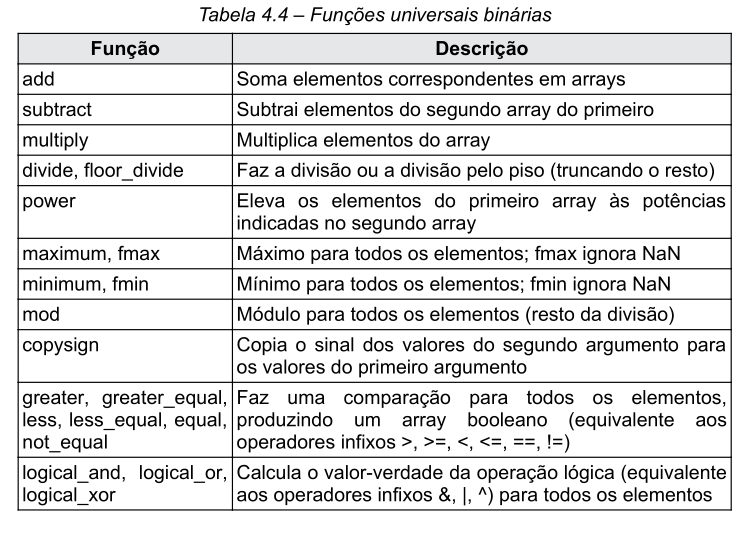 Tabela 4.4 – Funções universais binárias
Função Descrição
add Soma elementos correspondentes em arrays
subtract Subtrai elementos do segundo array do primeiro
multiply Multiplica elementos do array
divide, floor_divide Faz a divisão ou a divisão pelo piso (truncando o resto)
power Eleva os elementos do primeiro array às potências
indicadas no segundo array
maximum, fmax Máximo para todos os elementos; fmax ignora NaN
minimum, fmin Mínimo para todos os elementos; fmin ignora NaN
mod Módulo para todos os elementos (resto da divisão)
copysign Copia o sinal dos valores do segundo argumento para
os valores do primeiro argumento
greater, greater_equal, Faz uma comparação para todos os elementos,
less, less_equal, equal, produzindo um array booleano (equivalente aos
not_equal operadores infixos >, >=, <, <=, ==, !=)
logical_and, logical_or, Calcula o valor-verdade da operação lógica (equivalente
logical_xor aos operadores infixos &, |, ^) para todos os elementos